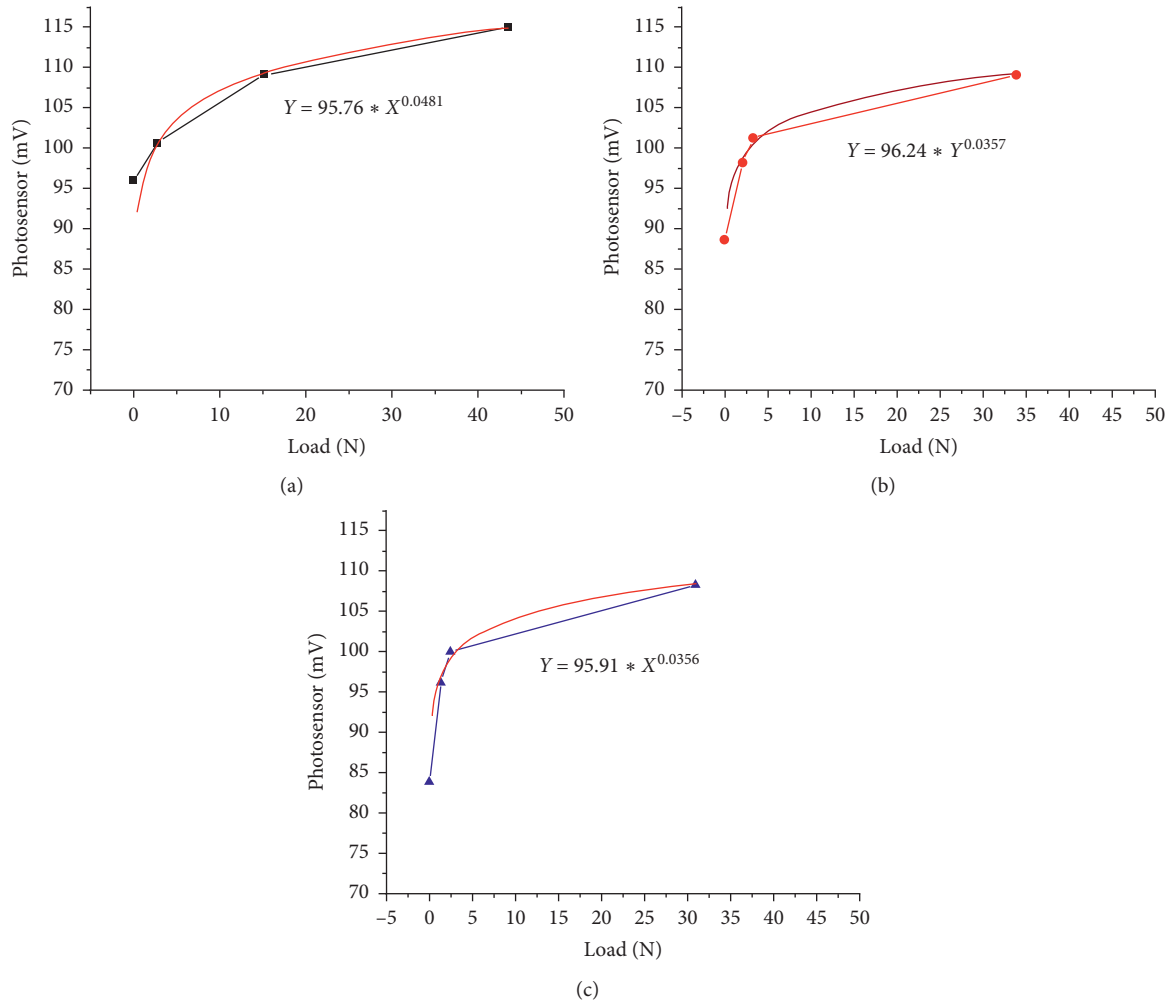 115
110
105
100
95
90
85
80
75
70
Photosensor (mV)
Y = 95.76 ∗ X^0.0481
0 10 20 30 40 50
Load (N)
(a)
115
110
105
100
95
90
85
80
75
70
Photosensor (mV)
Y = 96.24 ∗ Y^0.0357
–5 0 5 10 15 20 25 30 35 40 45 50
Load (N)
(b)
115
110
105
100
95
90
85
80
75
70
Photosensor (mV)
Y = 95.91 ∗ X^0.0356
–5 0 5 10 15 20 25 30 35 40 45 50
Load (N)
(c)